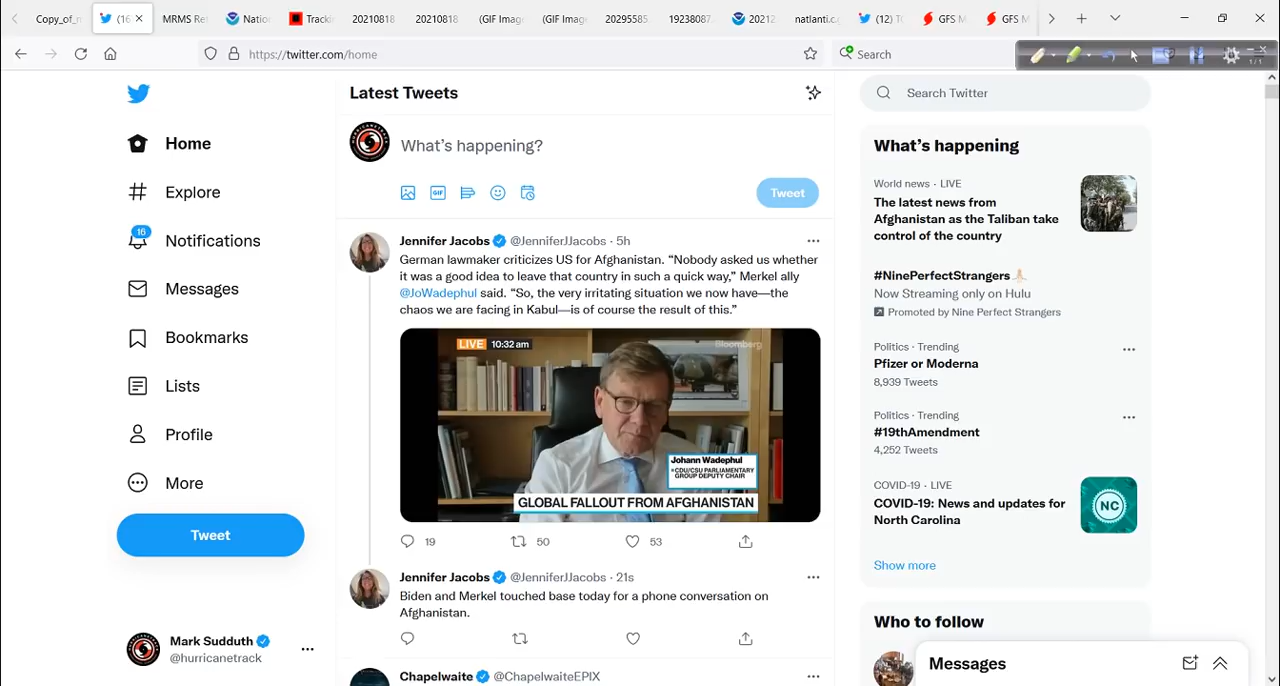 Copy_of_
(16
MRMS Re
Natio
Tracki
20210818
20210818
(GIF Imag
(GIF Imag
20295585
19238087
20212
natlanti.c
(12) T
GFS M
GFS M
https://twitter.com/home
Search
1/1
Latest Tweets
Search Twitter
Home
Explore
16
Notifications
Messages
Bookmarks
Lists
Profile
More
Tweet
Mark Sudduth
@hurricanetrack
What's happening?
GIF
Tweet
Jennifer Jacobs @JenniferJJacobs · 5h
German lawmaker criticizes US for Afghanistan. “Nobody asked us whether
it was a good idea to leave that country in such a quick way,” Merkel ally
@JoWadephul said. “So, the very irritating situation we now have—the
chaos we are facing in Kabul—is of course the result of this.”
LIVE 10:32 am
Bloomberg
Johann Wadephul
CDU/CSU PARLIAMENTARY
GROUP DEPUTY CHAIR
GLOBAL FALLOUT FROM AFGHANISTAN
19 50 53
Jennifer Jacobs @JenniferJJacobs · 21s
Biden and Merkel touched base today for a phone conversation on
Afghanistan.
Chapelwaite @ChapelwaiteEPIX
What's happening
World news · LIVE
The latest news from
Afghanistan as the Taliban take
control of the country
#NinePerfectStrangers
Now Streaming only on Hulu
Promoted by Nine Perfect Strangers
Politics · Trending
Pfizer or Moderna
8,939 Tweets
Politics · Trending
#19thAmendment
4,252 Tweets
COVID-19 · LIVE
COVID-19: News and updates for
North Carolina
NC
Show more
Who to follow
Messages